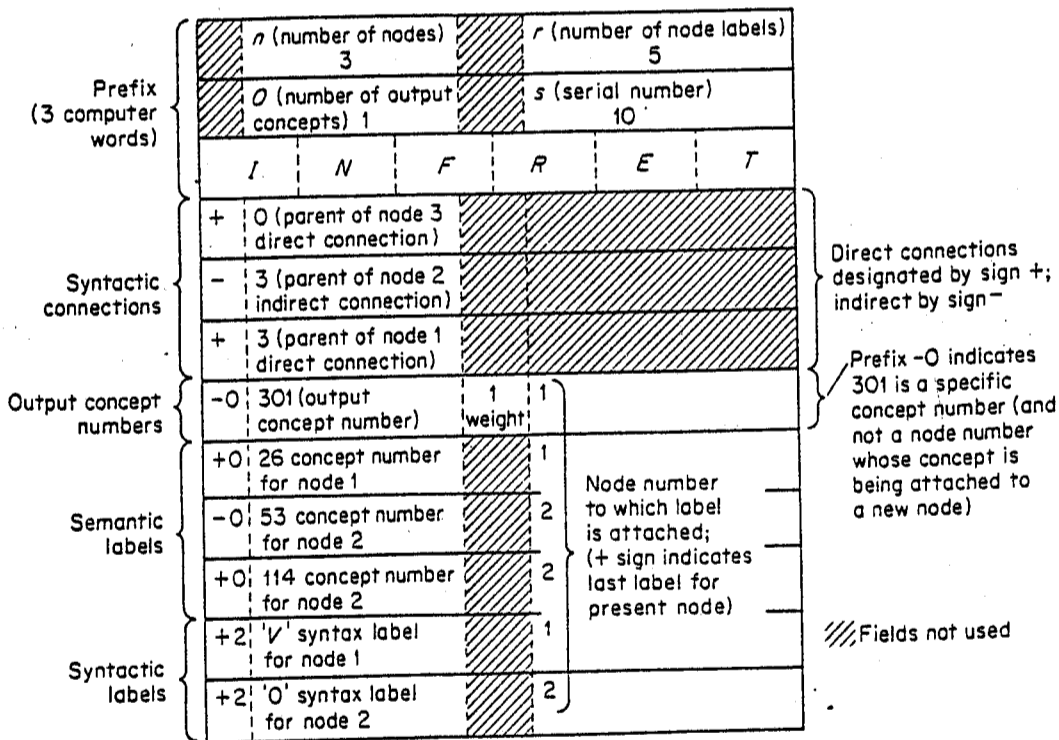 n (number of nodes)
3
r (number of node labels)
5
Prefix
(3 computer
words)
O (number of output
concepts) 1
s (serial number)
10
I N F R E T
Syntactic
connections
+ 0 (parent of node 3
direct connection)
- 3 (parent of node 2
indirect connection)
+ 3 (parent of node 1
direct connection)
Direct connections
designated by sign +;
indirect by sign -
Output concept
numbers
-0 301 (output
concept number)
1
weight
1
Prefix -0 indicates
301 is a specific
concept number (and
not a node number
whose concept is
being attached to
a new node)
Semantic
labels
+0 26 concept number
for node 1
1
-0 53 concept number
for node 2
2
+0 114 concept number
for node 2
2
Node number
to which label
is attached;
(+ sign indicates
last label for
present node)
Syntactic
labels
+2 'V' syntax label
for node 1
1
+2 'O' syntax label
for node 2
2
Fields not used